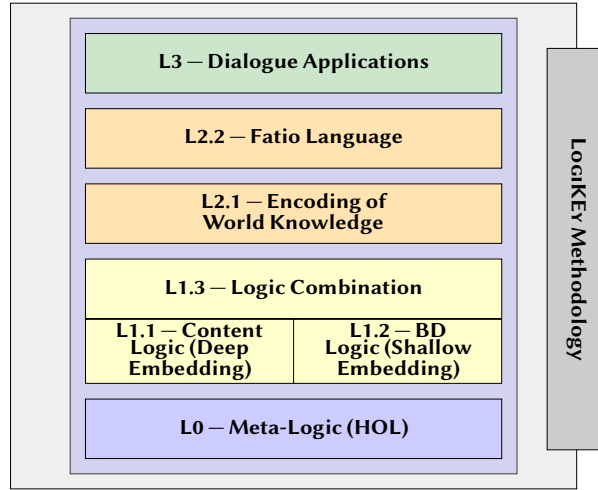 L3 — Dialogue Applications
L2.2 — Fatio Language
L2.1 — Encoding of
World Knowledge
L1.3 — Logic Combination
L1.1 — Content
Logic (Deep
Embedding)
L1.2 — BD
Logic (Shallow
Embedding)
L0 — Meta-Logic (HOL)
LogiKEy Methodology